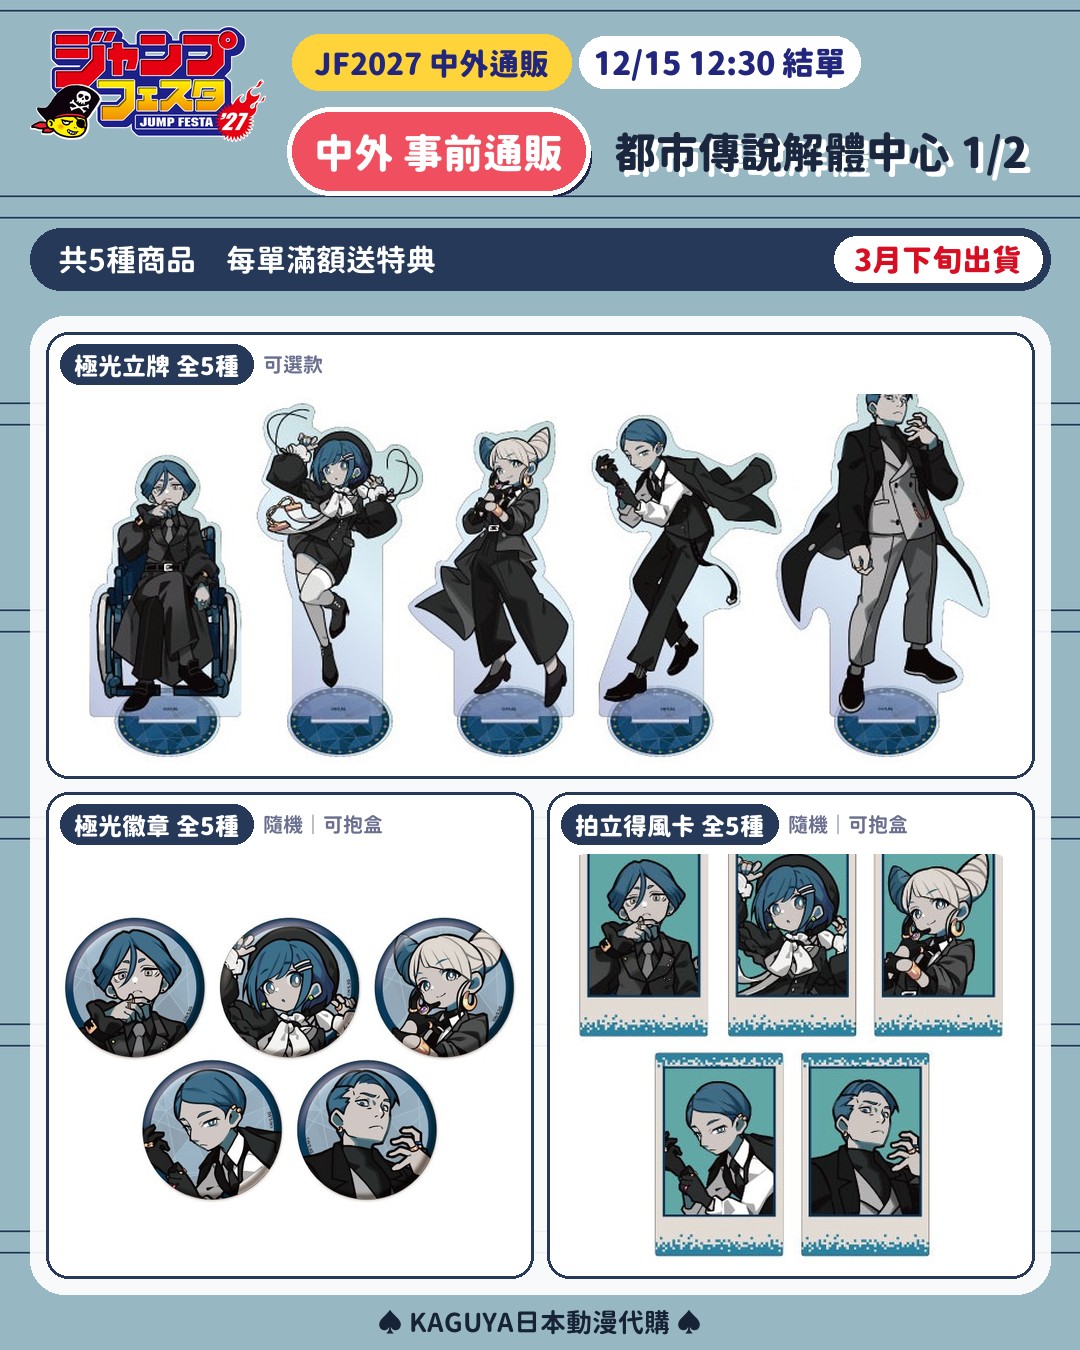 ジャンプ
フェスタ
JUMP FESTA '27
JF2027 中外通販
12/15 12:30 結單
中外 事前通販
都市傳說解體中心 1/2
共5種商品 每單滿額送特典
3月下旬出貨
極光立牌 全5種
可選款
極光徽章 全5種
隨機｜可抱盒
拍立得風卡 全5種
隨機｜可抱盒
♠ KAGUYA日本動漫代購 ♠